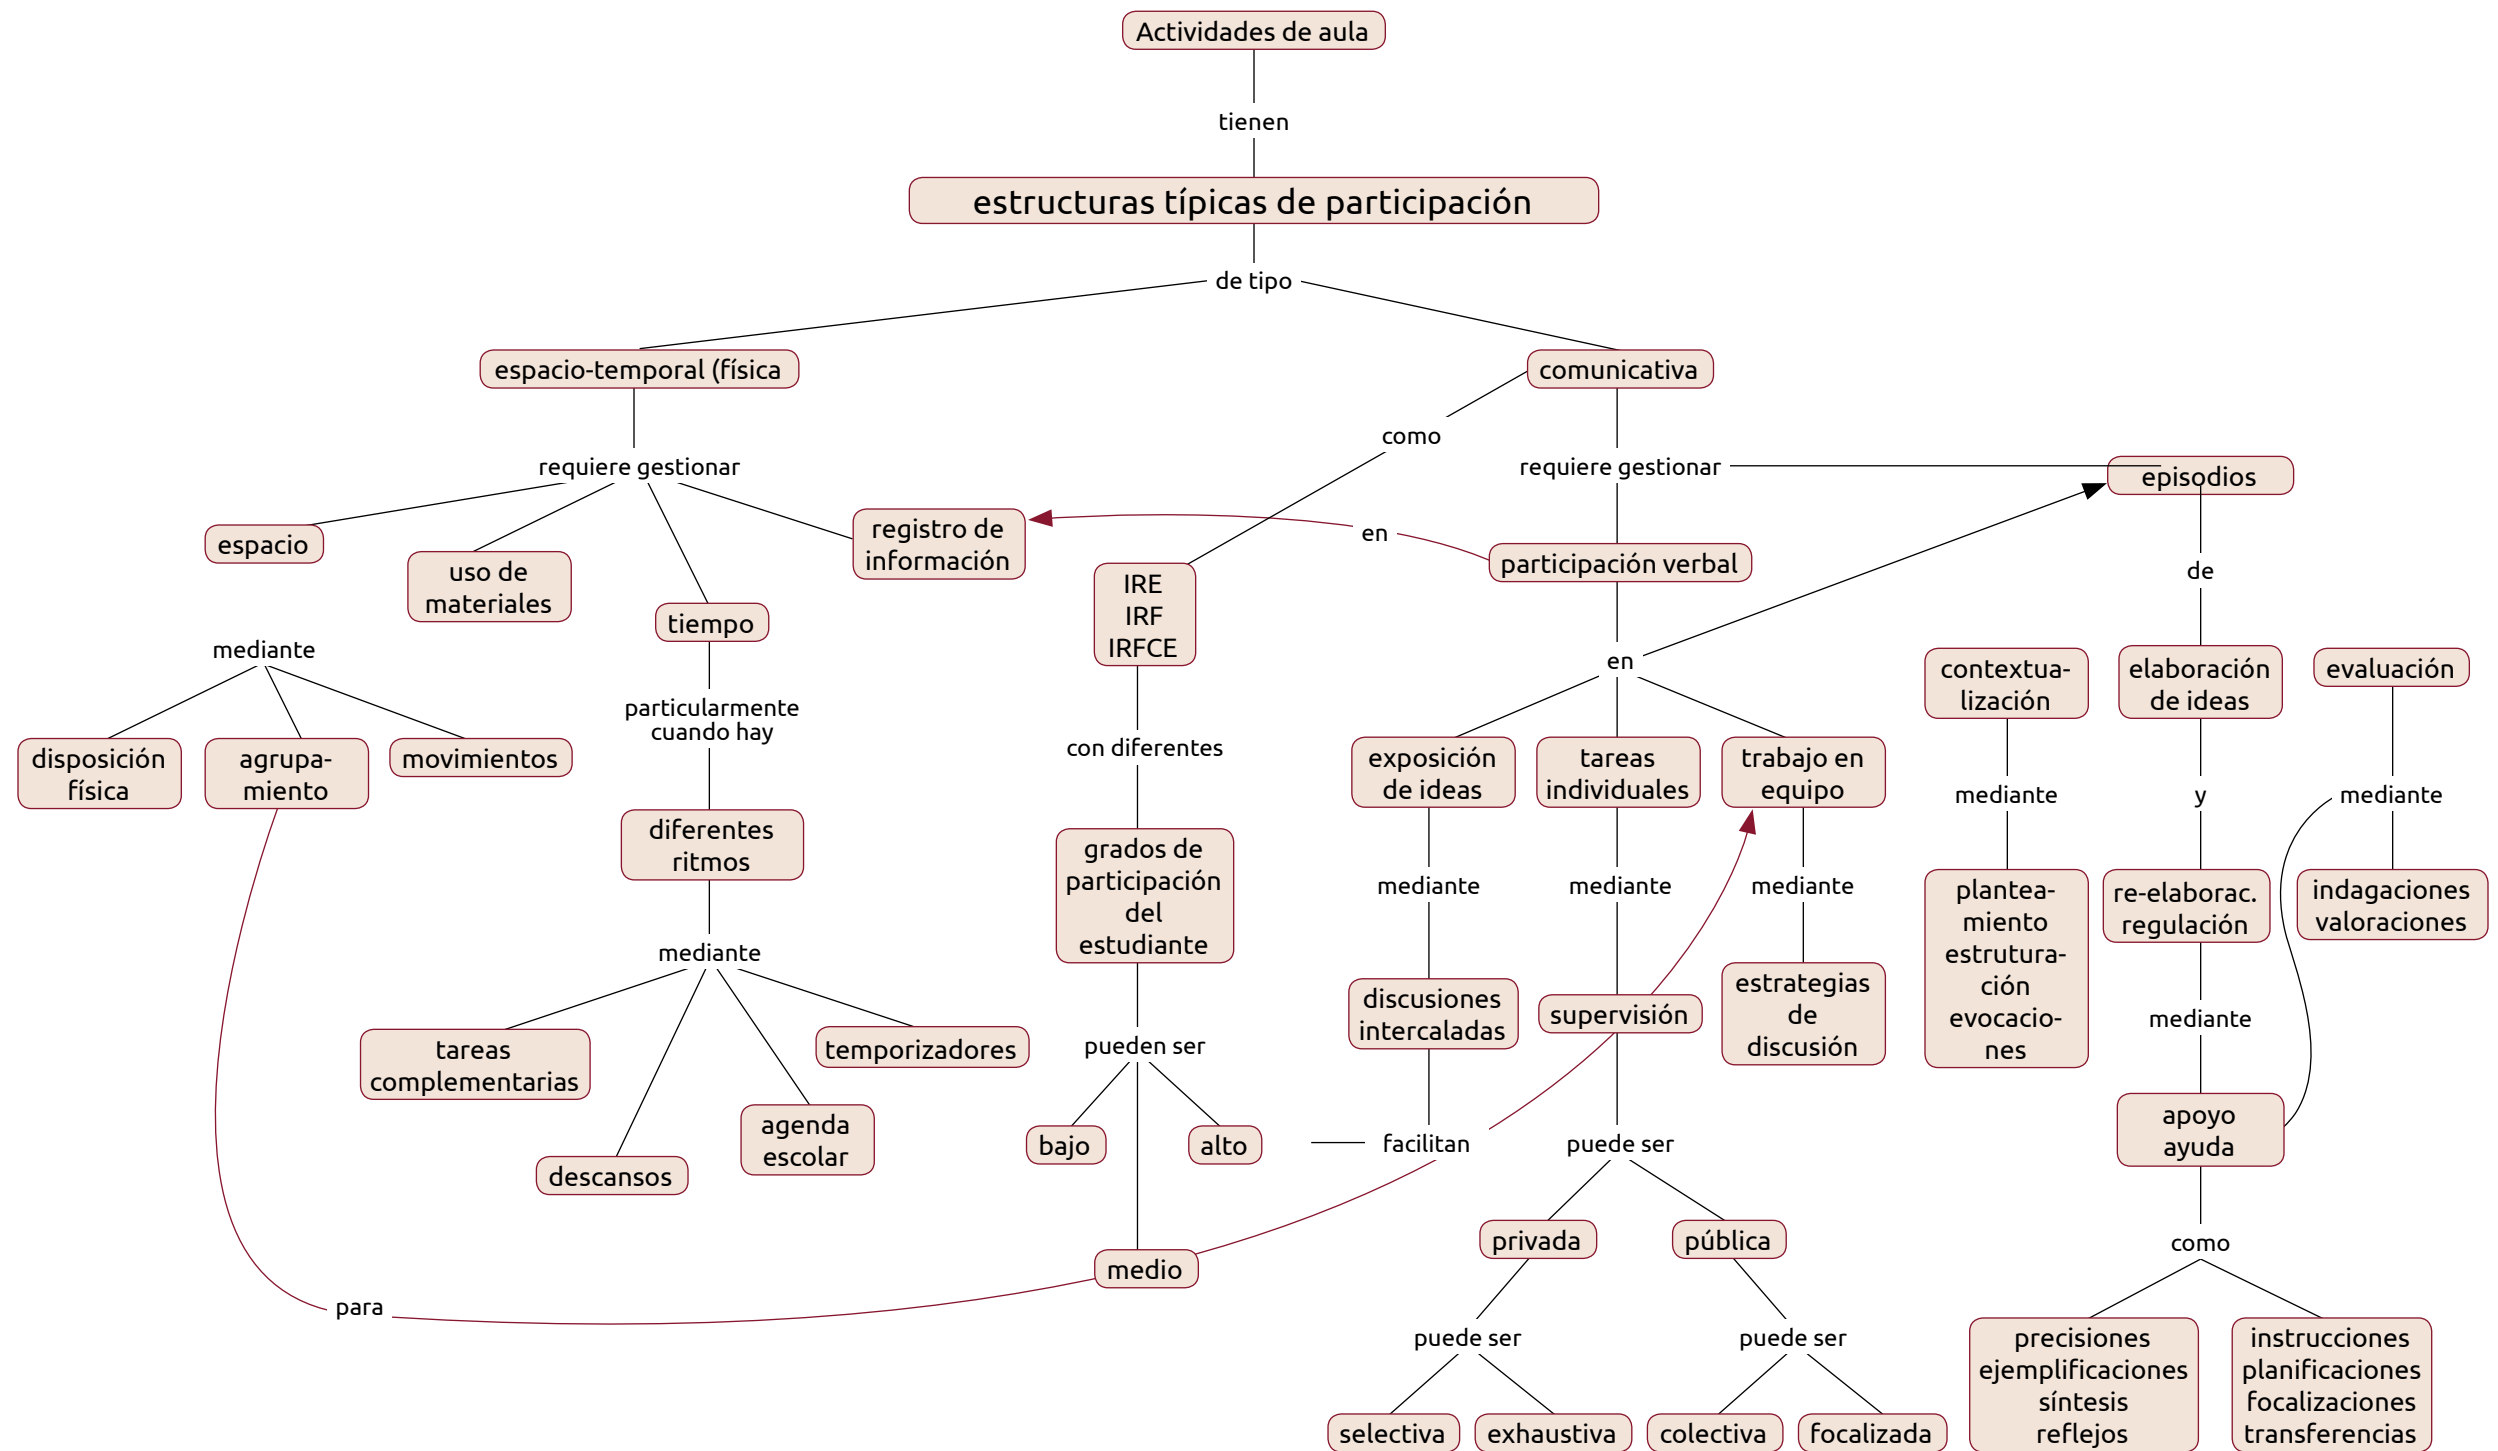 Actividades de aula
tienen
estructuras típicas de participación
de tipo
espacio-temporal (física
comunicativa
como
requiere gestionar
requiere gestionar
episodios
espacio
uso de
materiales
tiempo
registro de
información
en
participación verbal
IRE
IRF
IRFCE
de
mediante
disposición
física
agrupa-
miento
movimientos
particularmente
cuando hay
diferentes
ritmos
mediante
tareas
complementarias
descansos
agenda
escolar
temporizadores
con diferentes
grados de
participación
del
estudiante
pueden ser
bajo
alto
medio
para
en
exposición
de ideas
tareas
individuales
trabajo en
equipo
mediante
mediante
mediante
discusiones
intercaladas
supervisión
estrategias
de
discusión
facilitan
puede ser
privada
pública
puede ser
puede ser
selectiva
exhaustiva
colectiva
focalizada
contextua-
lización
elaboración
de ideas
evaluación
mediante
y
mediante
plantea-
miento
estrutura-
ción
evocacio-
nes
re-elaborac.
regulación
indagaciones
valoraciones
mediante
apoyo
ayuda
como
precisiones
ejemplificaciones
síntesis
reflejos
instrucciones
planificaciones
focalizaciones
transferencias